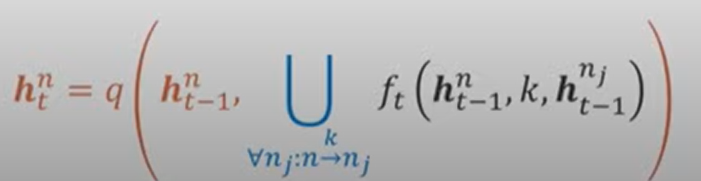 h_t^n = q ( h_{t-1}^n, ⋃_{∀n_j:n→^k n_j} f_t ( h_{t-1}^n, k, h_{t-1}^{n_j} ) )